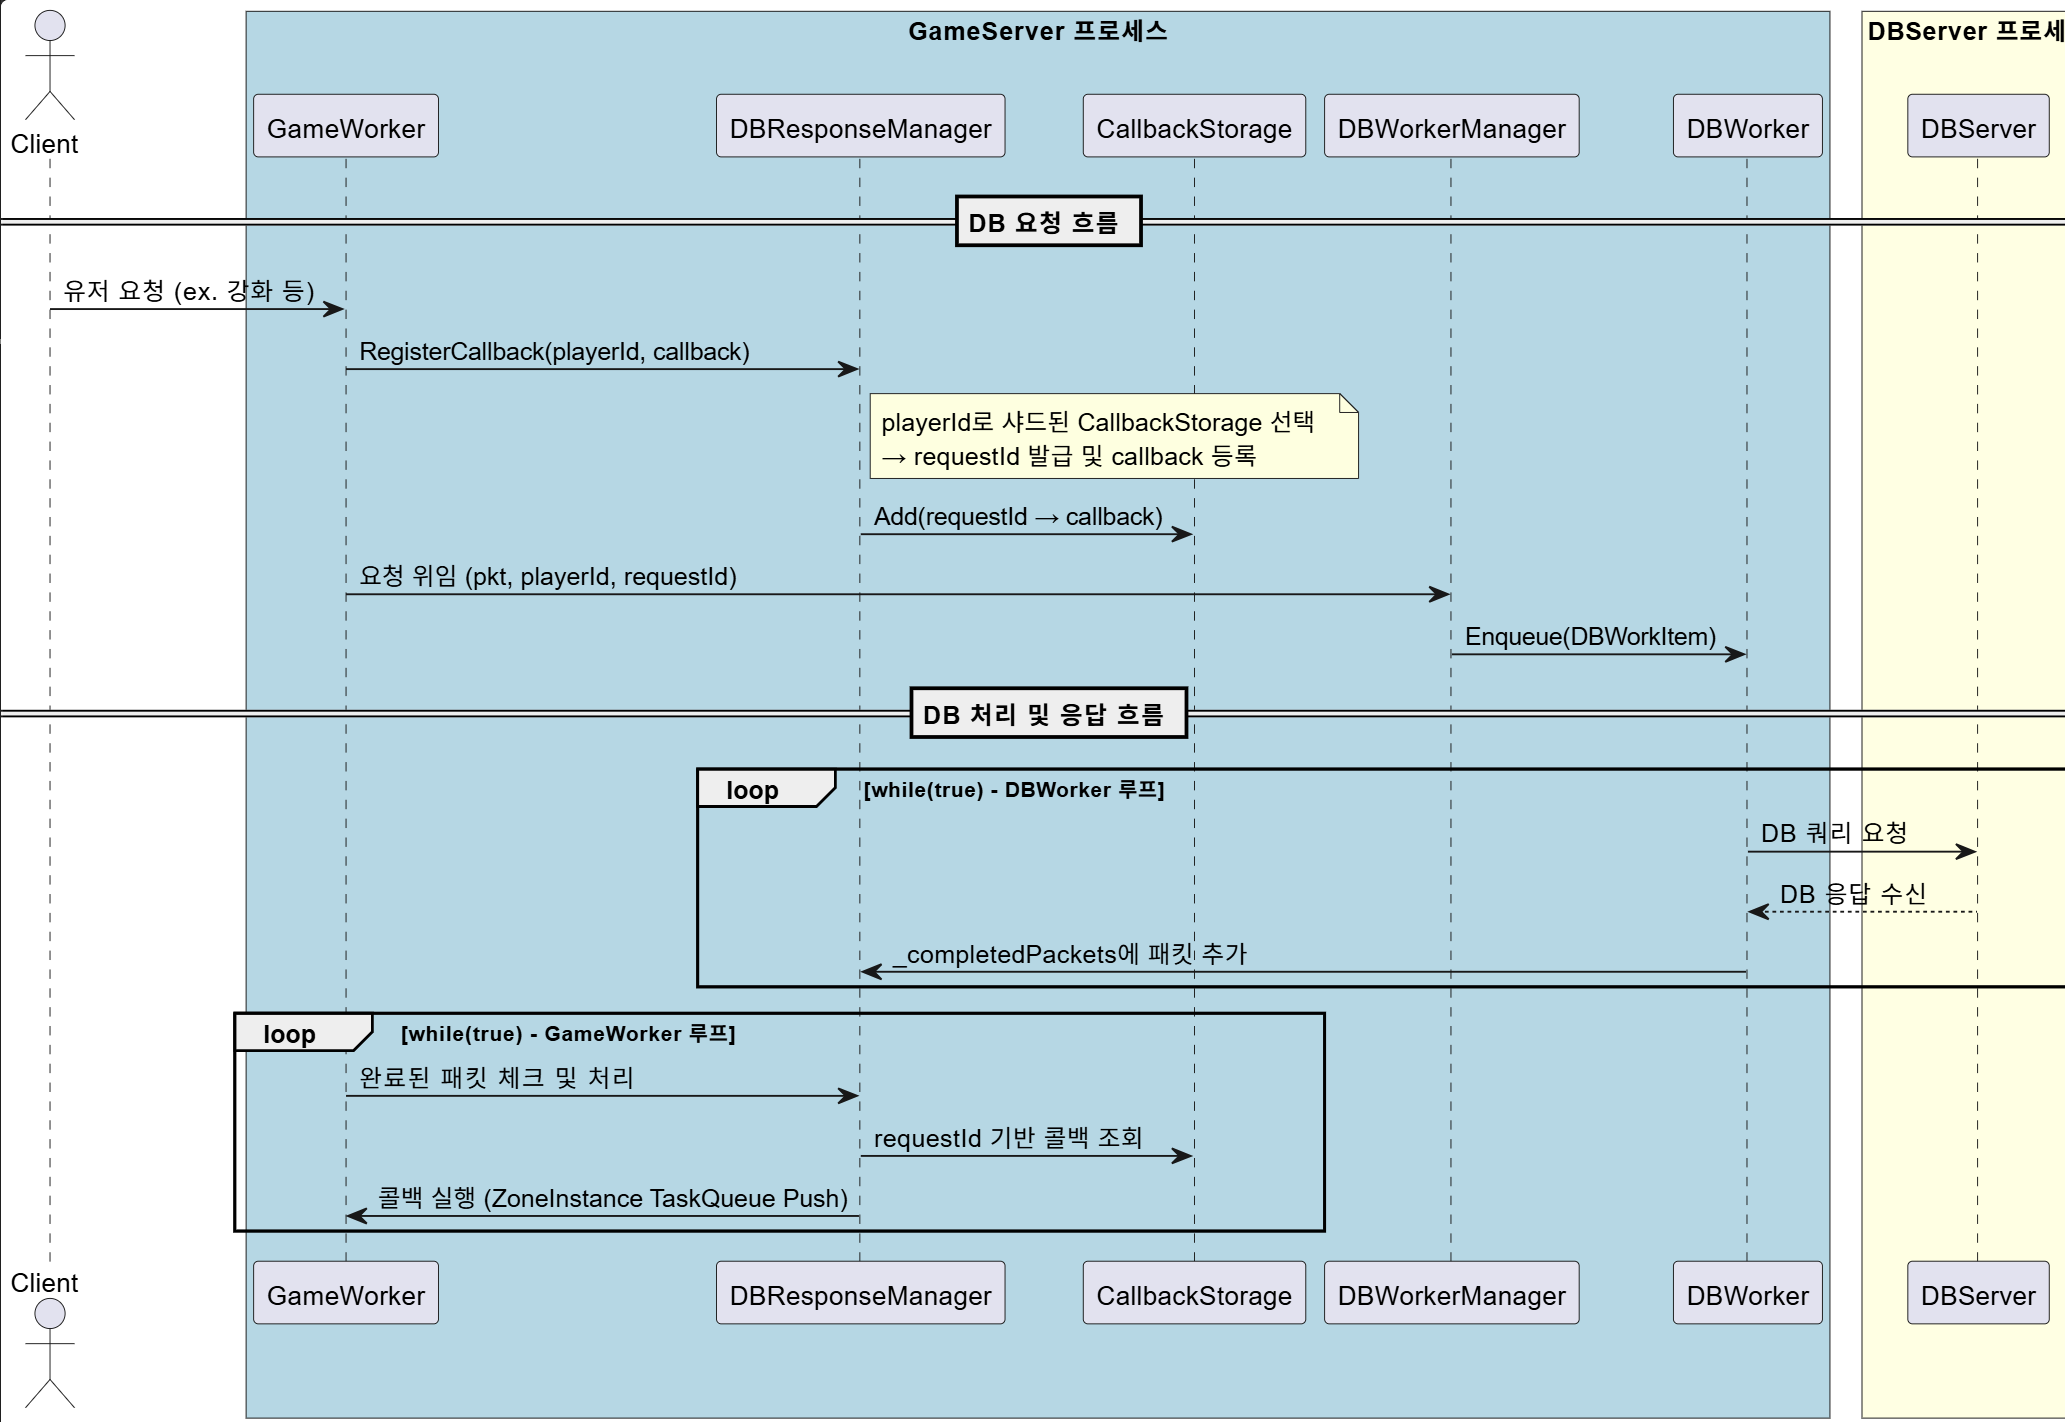 GameServer 프로세스
DBServer 프로세
Client
GameWorker
DBResponseManager
CallbackStorage
DBWorkerManager
DBWorker
DBServer
DB 요청 흐름
유저 요청 (ex. 강화 등)
RegisterCallback(playerId, callback)
playerId로 샤드된 CallbackStorage 선택
→ requestId 발급 및 callback 등록
Add(requestId → callback)
요청 위임 (pkt, playerId, requestId)
Enqueue(DBWorkItem)
DB 처리 및 응답 흐름
loop
[while(true) - DBWorker 루프]
DB 쿼리 요청
DB 응답 수신
_completedPackets에 패킷 추가
loop
[while(true) - GameWorker 루프]
완료된 패킷 체크 및 처리
requestId 기반 콜백 조회
콜백 실행 (ZoneInstance TaskQueue Push)
Client
GameWorker
DBResponseManager
CallbackStorage
DBWorkerManager
DBWorker
DBServer